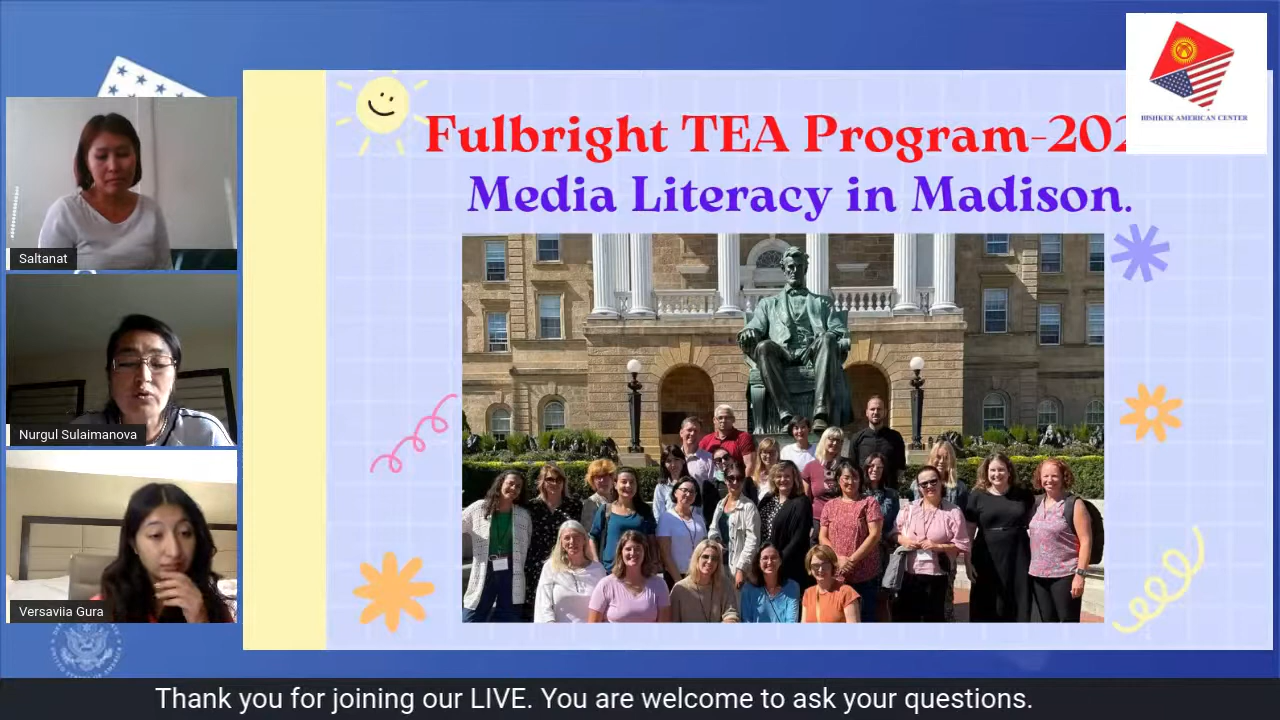 Fulbright TEA Program-202
Media Literacy in Madison.
BISHKEK AMERICAN CENTER
Saltanat
Nurgul Sulaimanova
Versaviia Gura
Thank you for joining our LIVE. You are welcome to ask your questions.